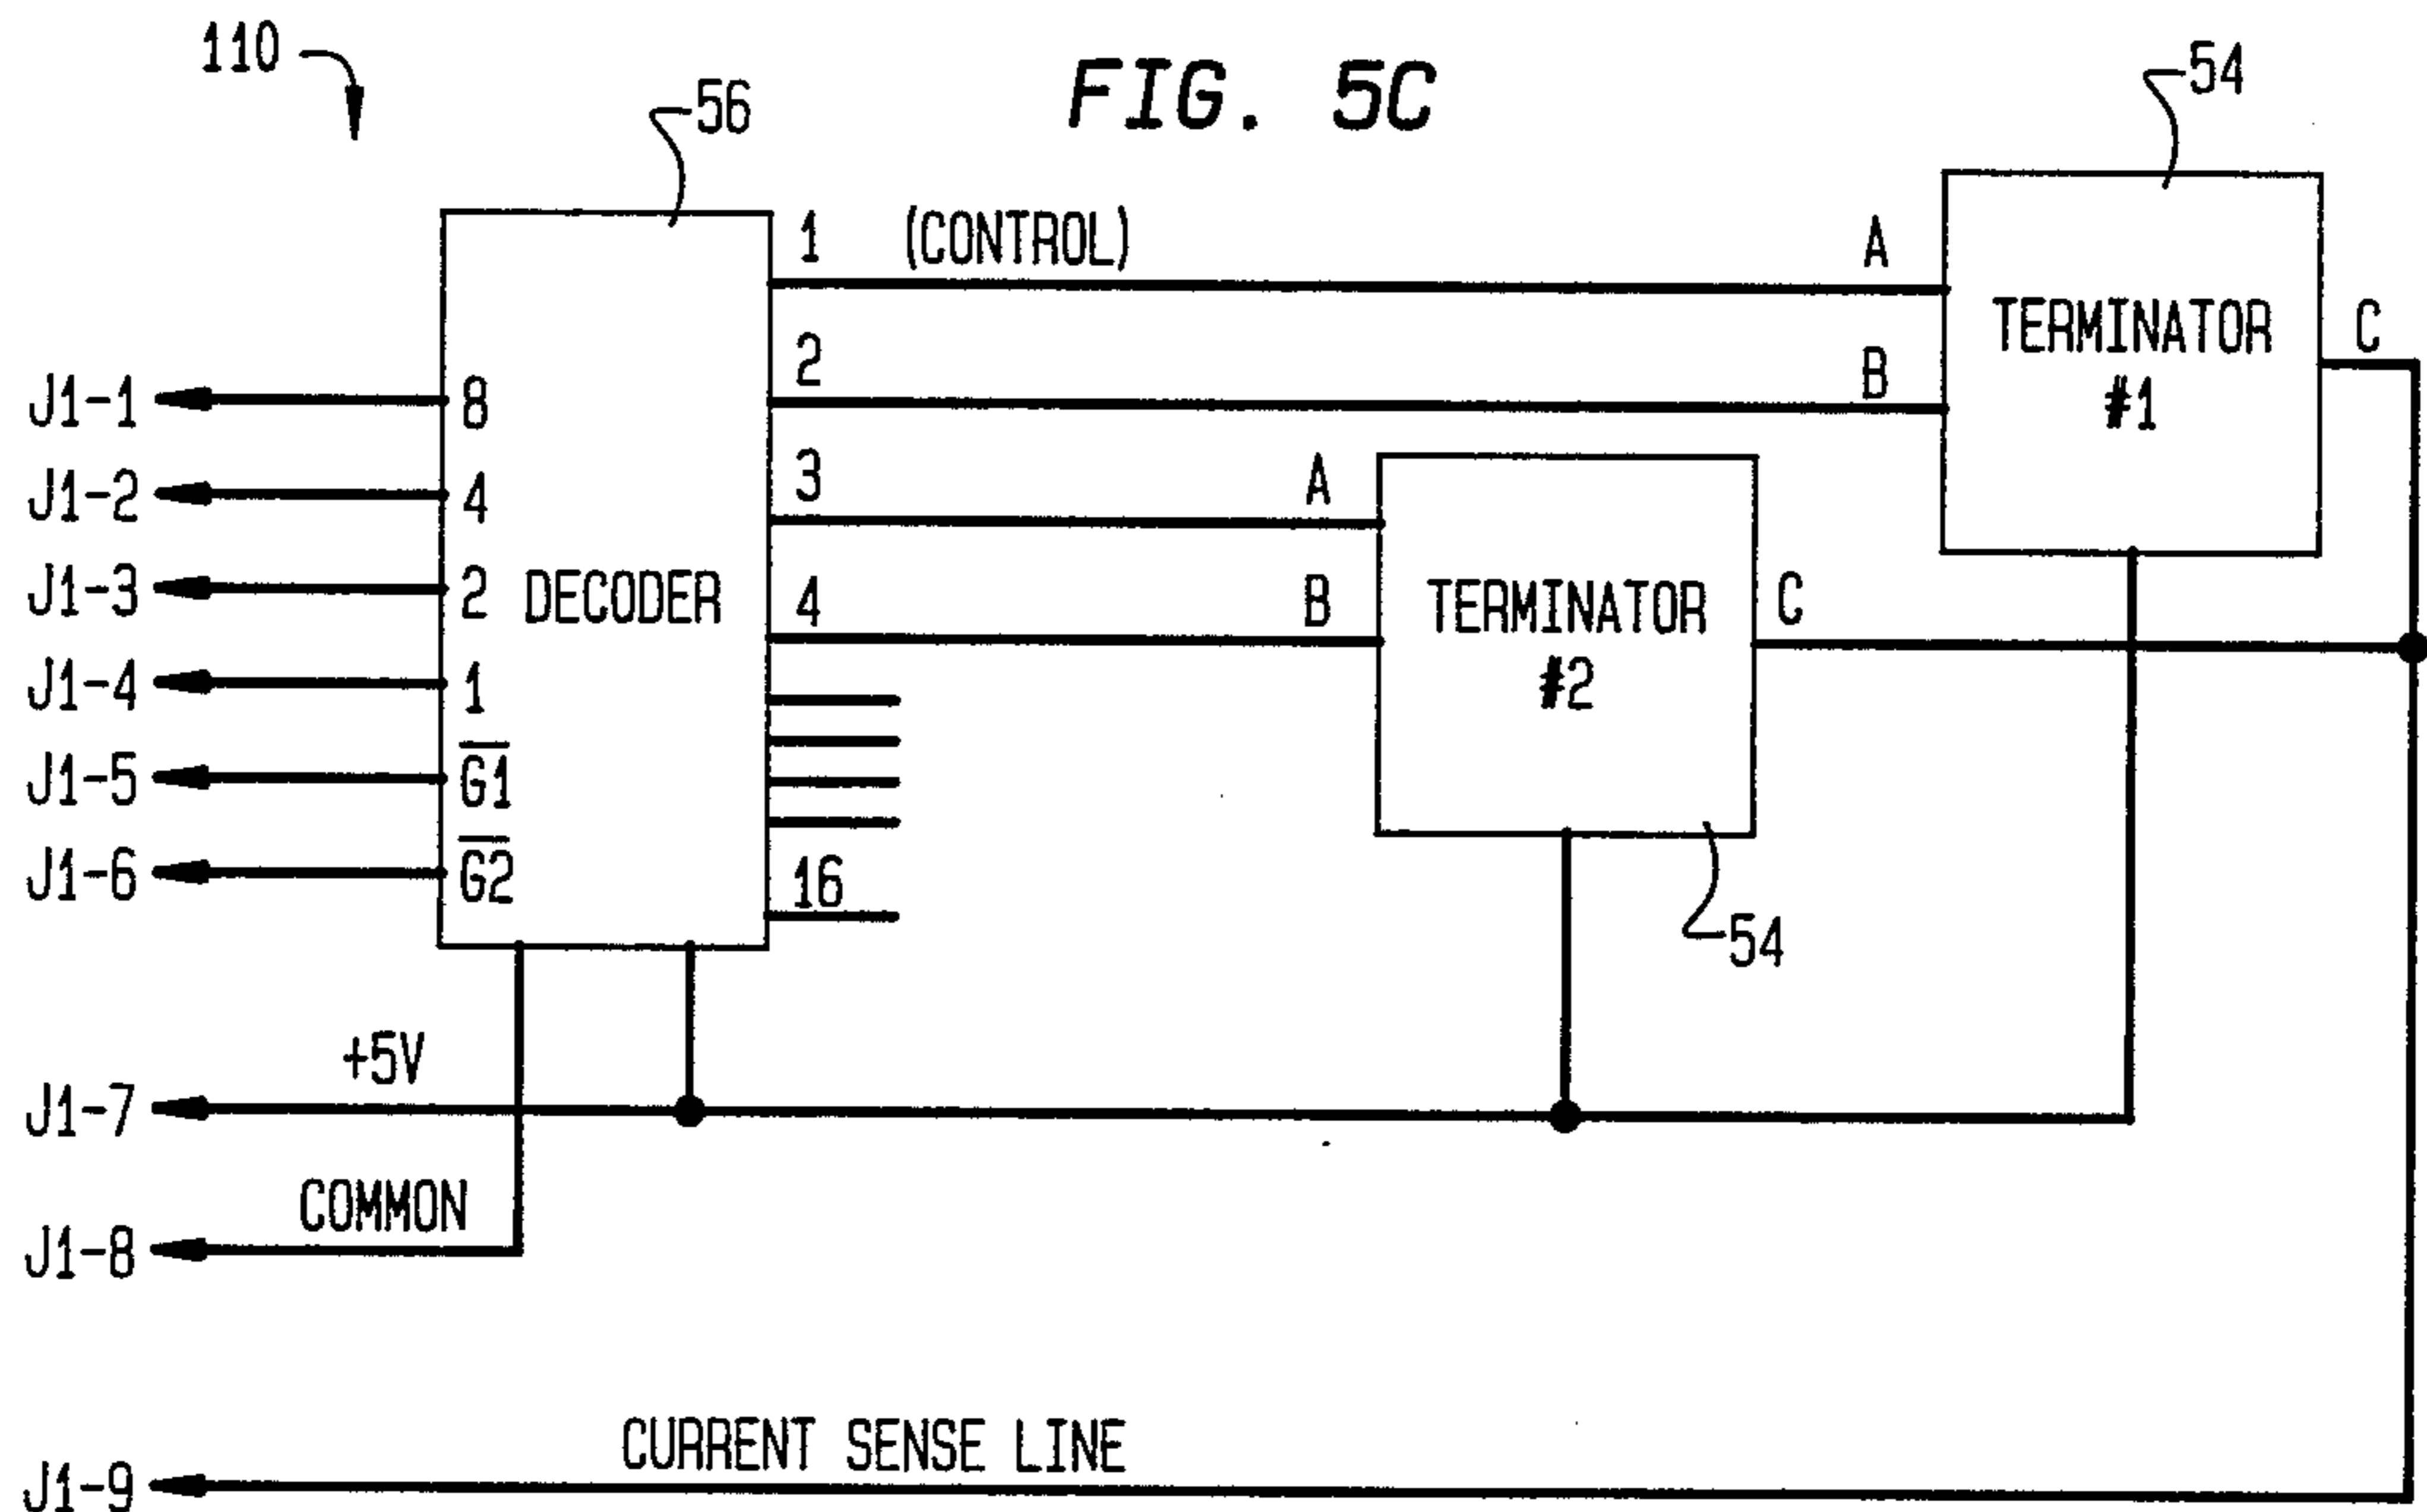 110
FIG. 5C
54
56
1 (CONTROL)
A
TERMINATOR
#1
C
2
B
J1-1
8
3
A
J1-2
4
J1-3
2
DECODER
4
B
TERMINATOR
#2
C
J1-4
1
J1-5
G̅1̅
J1-6
G̅2̅
16
54
+5V
J1-7
COMMON
J1-8
CURRENT SENSE LINE
J1-9